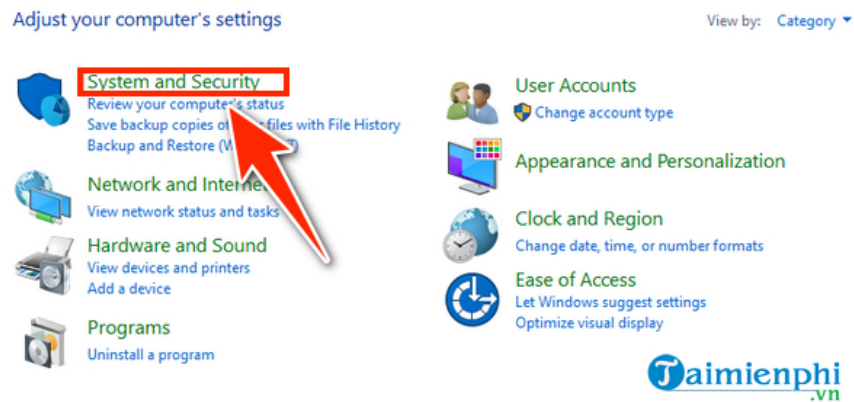 Adjust your computer's settings
View by: Category
System and Security
Review your computer's status
Save backup copies of files with File History
Backup and Restore (W 7)
Network and Interne
View network status and tasks
Hardware and Sound
View devices and printers
Add a device
Programs
Uninstall a program
User Accounts
Change account type
Appearance and Personalization
Clock and Region
Change date, time, or number formats
Ease of Access
Let Windows suggest settings
Optimize visual display
Taimienphi
.vn